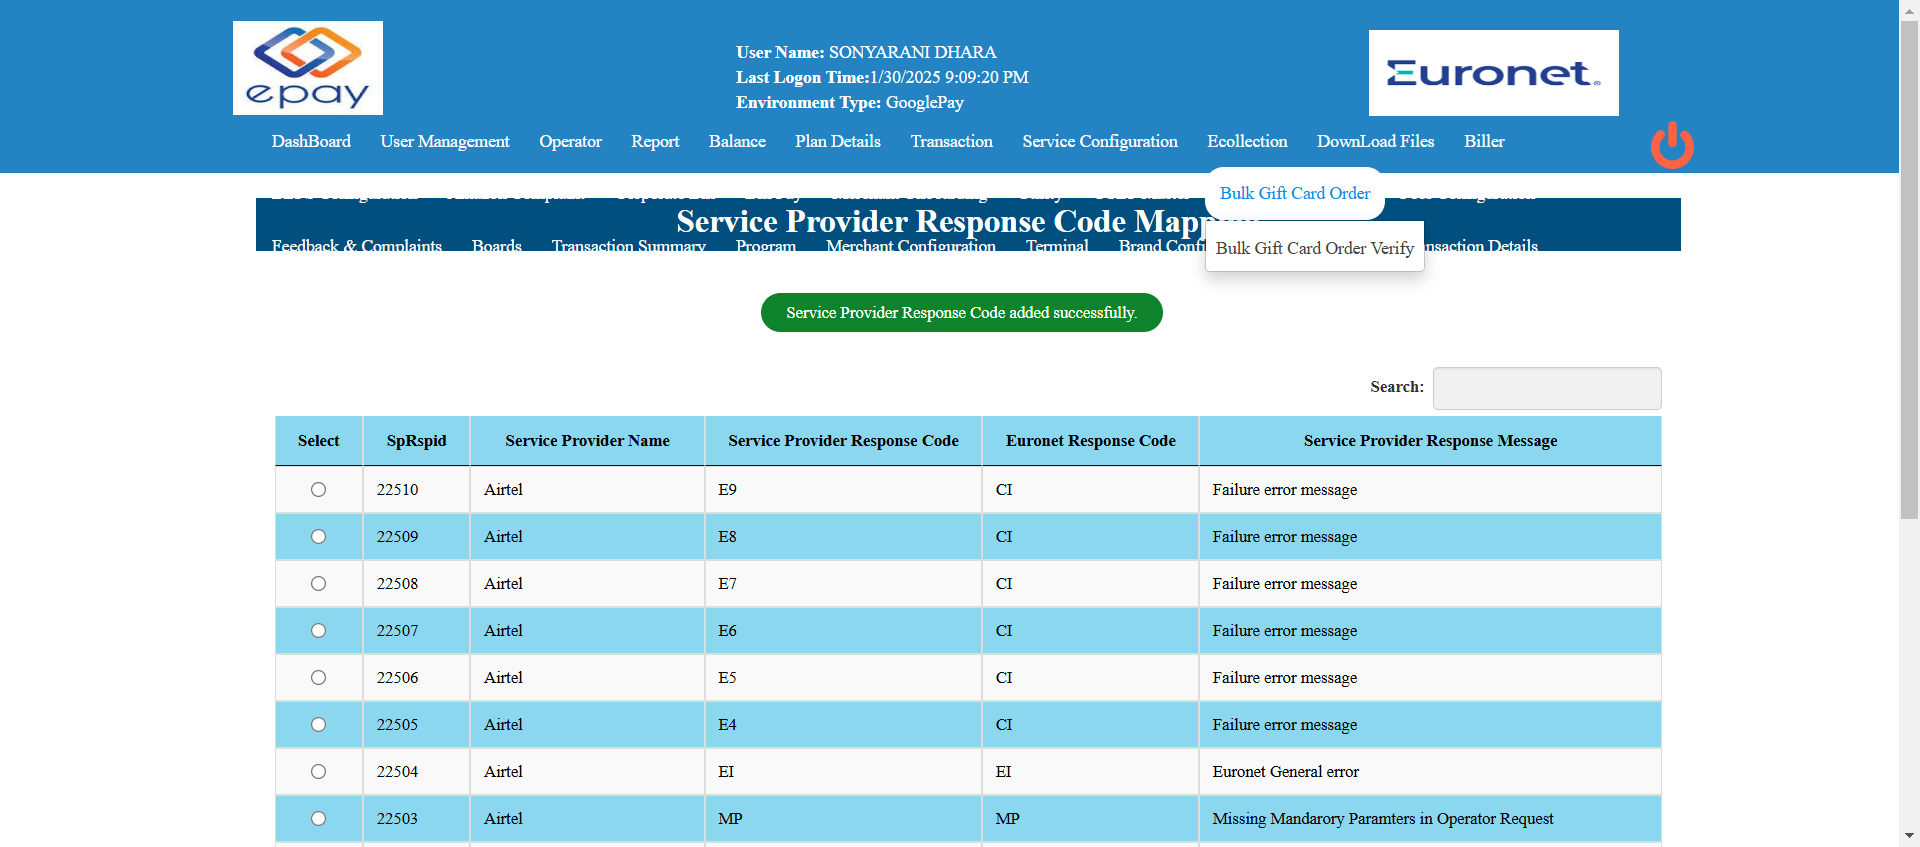 epay
User Name: SONYARANI DHARA
Last Logon Time:1/30/2025 9:09:20 PM
Environment Type: GooglePay
Euronet
DashBoard User Management Operator Report Balance Plan Details Transaction Service Configuration Ecollection DownLoad Files Biller
Bulk Gift Card Order
Service Provider Response Code
Feedback & Complaints Boards Transaction Summary Program Merchant Configuration Terminal Brand Bulk Gift Card Order Verify Details
Service Provider Response Code added successfully.
Search:
Select SpRspid Service Provider Name Service Provider Response Code Euronet Response Code Service Provider Response Message
22510 Airtel E9 CI Failure error message
22509 Airtel E8 CI Failure error message
22508 Airtel E7 CI Failure error message
22507 Airtel E6 CI Failure error message
22506 Airtel E5 CI Failure error message
22505 Airtel E4 CI Failure error message
22504 Airtel EI EI Euronet General error
22503 Airtel MP MP Missing Mandarory Paramters in Operator Request